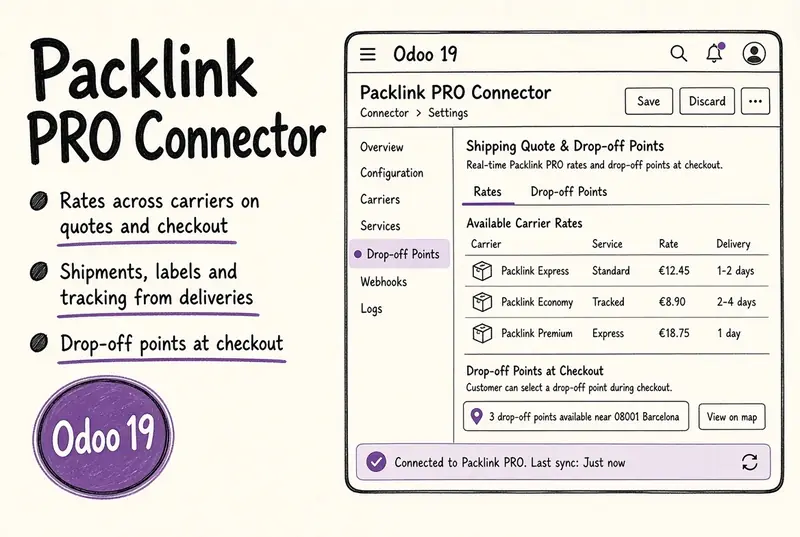 Packlink
PRO Connector
Rates across carriers on
quotes and checkout
Shipments, labels and
tracking from deliveries
Drop-off points at checkout
Odoo 19
Odoo 19
Packlink PRO Connector
Connector > Settings
Save
Discard
...
Overview
Configuration
Carriers
Services
Drop-off Points
Webhooks
Logs
Shipping Quote & Drop-off Points
Real-time Packlink PRO rates and drop-off points at checkout.
Rates Drop-off Points
Available Carrier Rates
Carrier Service Rate Delivery
Packlink Express Standard €12.45 1-2 days
Packlink Economy Tracked €8.90 2-4 days
Packlink Premium Express €18.75 1 day
Drop-off Points at Checkout
Customer can select a drop-off point during checkout.
3 drop-off points available near 08001 Barcelona
View on map
Connected to Packlink PRO. Last sync: Just now